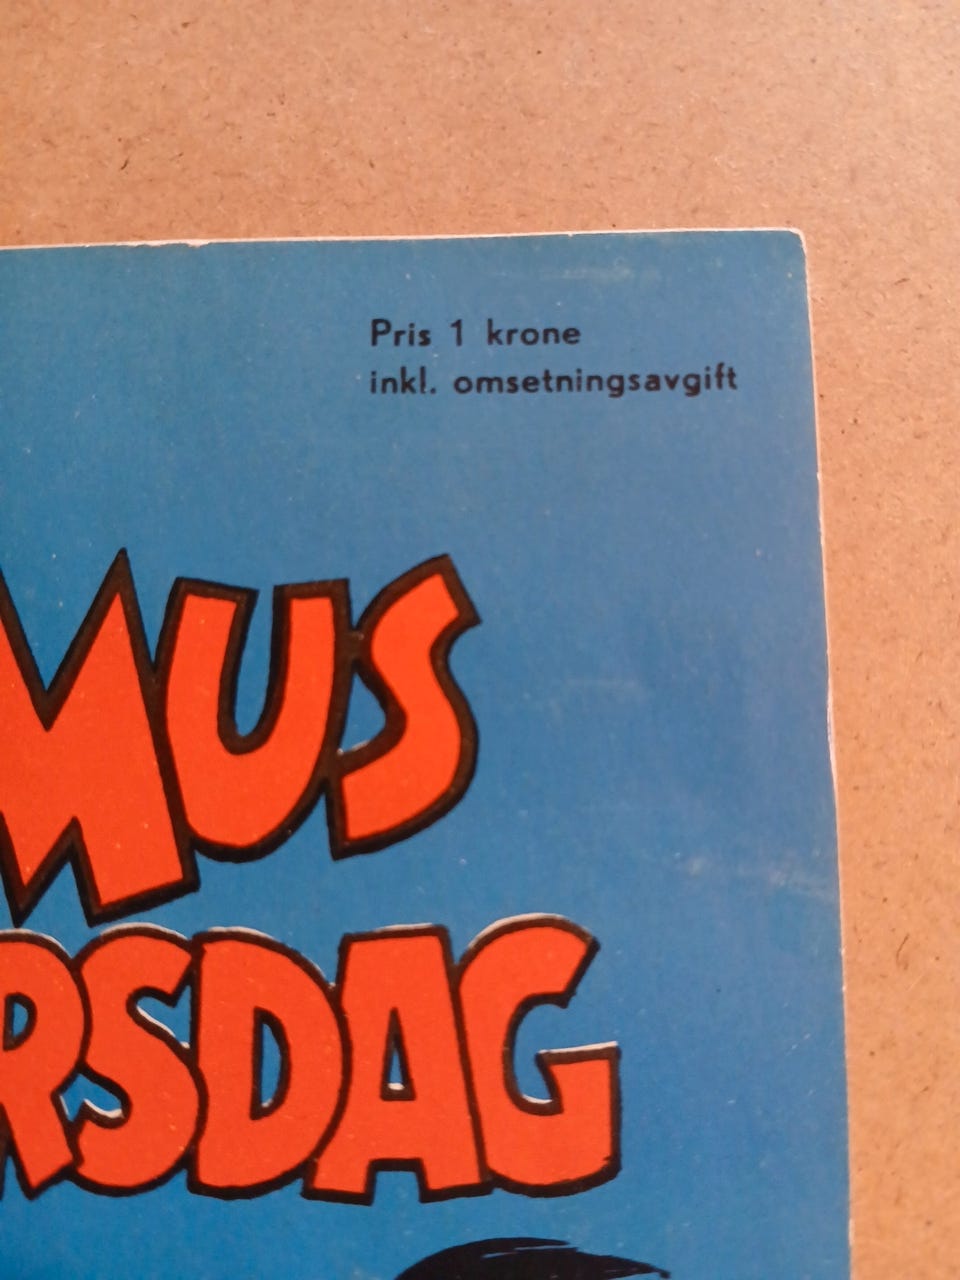 Pris 1 krone
inkl. omsetningsavgift
MUS
RSDAG